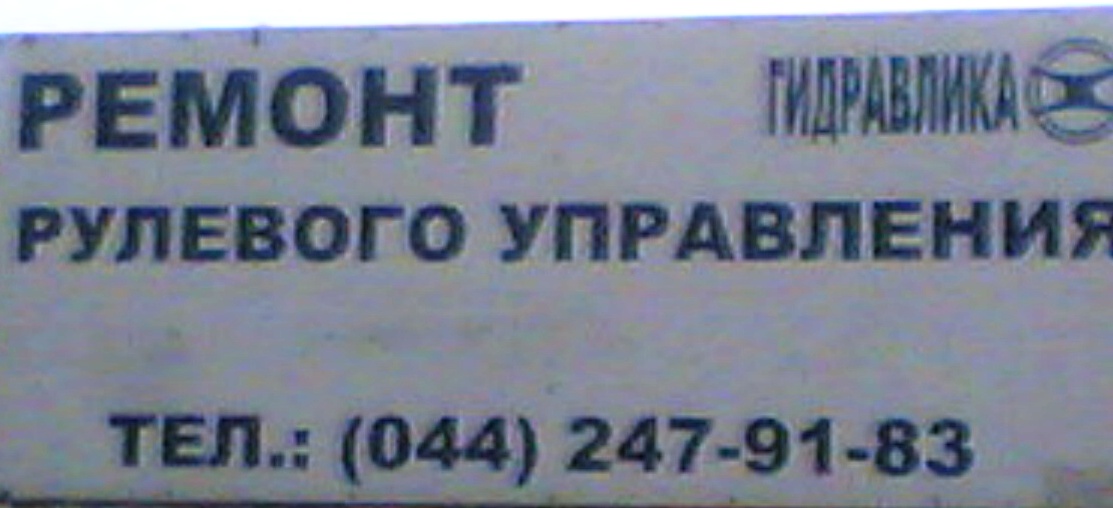 РЕМОНТ
ГИДРАВЛИКА
РУЛЕВОГО УПРАВЛЕНИЯ
ТЕЛ.: (044) 247-91-83